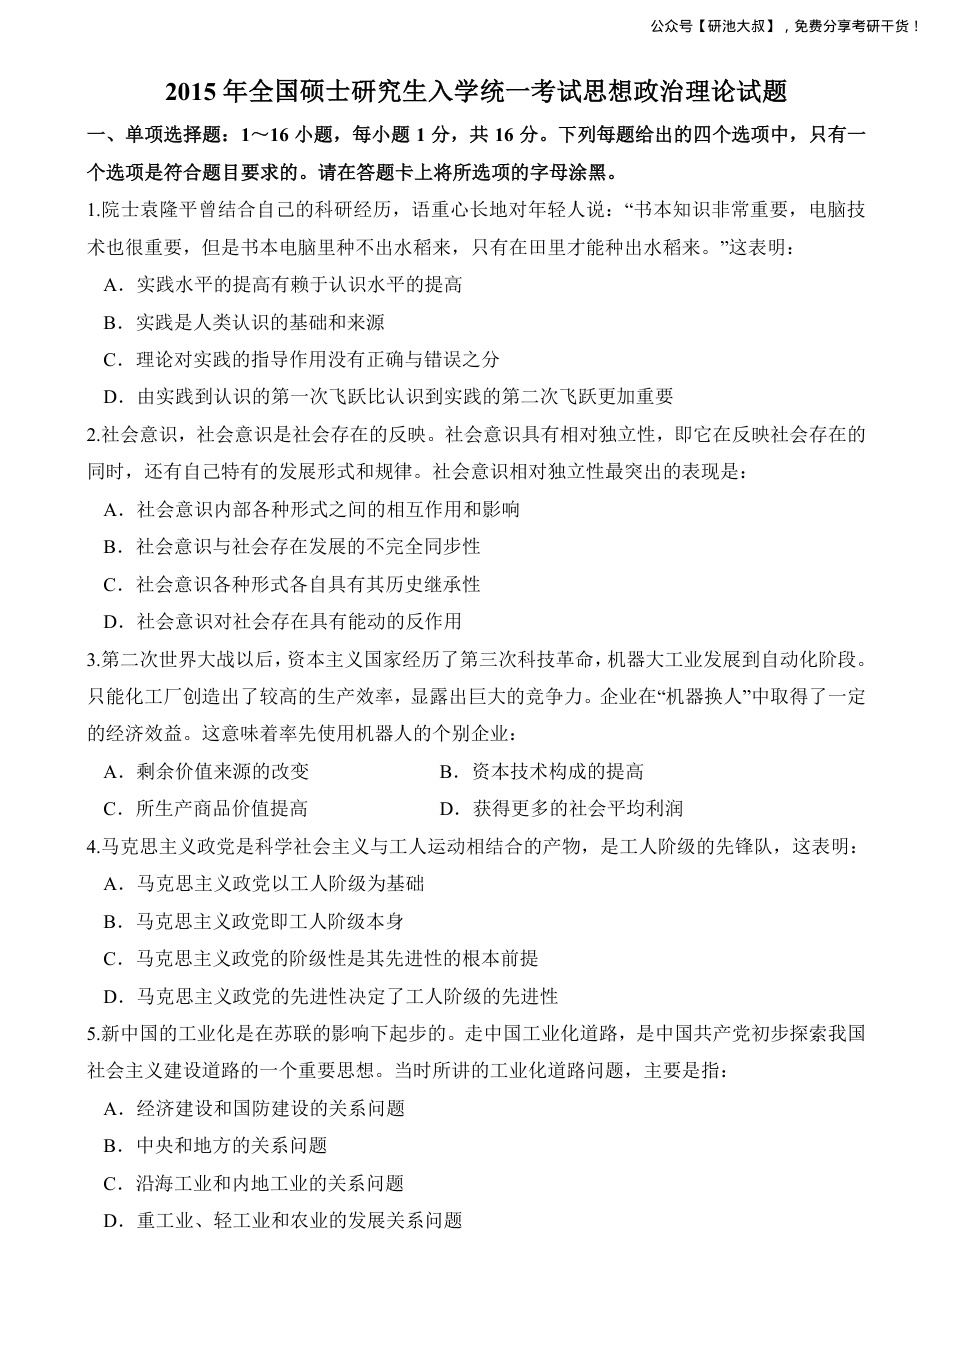 公众号【研池大叔】，免费分享考研干货！
2015 年全国硕士研究生入学统一考试思想政治理论试题
一、单项选择题：1～16 小题，每小题 1 分，共 16 分。下列每题给出的四个选项中，只有一
个选项是符合题目要求的。请在答题卡上将所选项的字母涂黑。
1.院士袁隆平曾结合自己的科研经历，语重心长地对年轻人说：“书本知识非常重要，电脑技
术也很重要，但是书本电脑里种不出水稻来，只有在田里才能种出水稻来。”这表明：
A．实践水平的提高有赖于认识水平的提高
B．实践是人类认识的基础和来源
C．理论对实践的指导作用没有正确与错误之分
D．由实践到认识的第一次飞跃比认识到实践的第二次飞跃更加重要
2.社会意识，社会意识是社会存在的反映。社会意识具有相对独立性，即它在反映社会存在的
同时，还有自己特有的发展形式和规律。社会意识相对独立性最突出的表现是：
A．社会意识内部各种形式之间的相互作用和影响
B．社会意识与社会存在发展的不完全同步性
C．社会意识各种形式各自具有其历史继承性
D．社会意识对社会存在具有能动的反作用
3.第二次世界大战以后，资本主义国家经历了第三次科技革命，机器大工业发展到自动化阶段。
只能化工厂创造出了较高的生产效率，显露出巨大的竞争力。企业在“机器换人”中取得了一定
的经济效益。这意味着率先使用机器人的个别企业：
A．剩余价值来源的改变 B．资本技术构成的提高
C．所生产商品价值提高 D．获得更多的社会平均利润
4.马克思主义政党是科学社会主义与工人运动相结合的产物，是工人阶级的先锋队，这表明：
A．马克思主义政党以工人阶级为基础
B．马克思主义政党即工人阶级本身
C．马克思主义政党的阶级性是其先进性的根本前提
D．马克思主义政党的先进性决定了工人阶级的先进性
5.新中国的工业化是在苏联的影响下起步的。走中国工业化道路，是中国共产党初步探索我国
社会主义建设道路的一个重要思想。当时所讲的工业化道路问题，主要是指：
A．经济建设和国防建设的关系问题
B．中央和地方的关系问题
C．沿海工业和内地工业的关系问题
D．重工业、轻工业和农业的发展关系问题